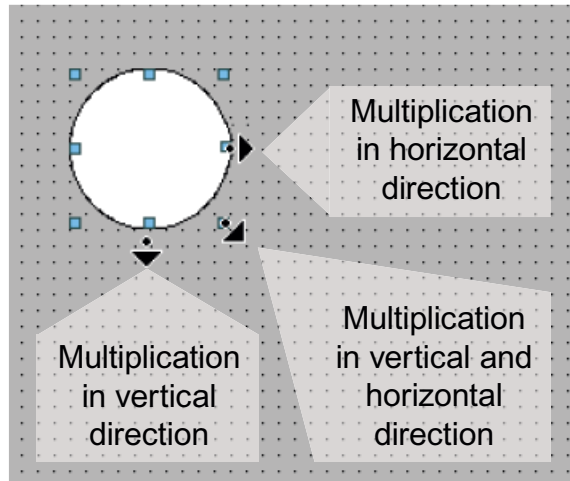 Multiplication
in horizontal
direction
Multiplication
in vertical
direction
Multiplication
in vertical and
horizontal
direction